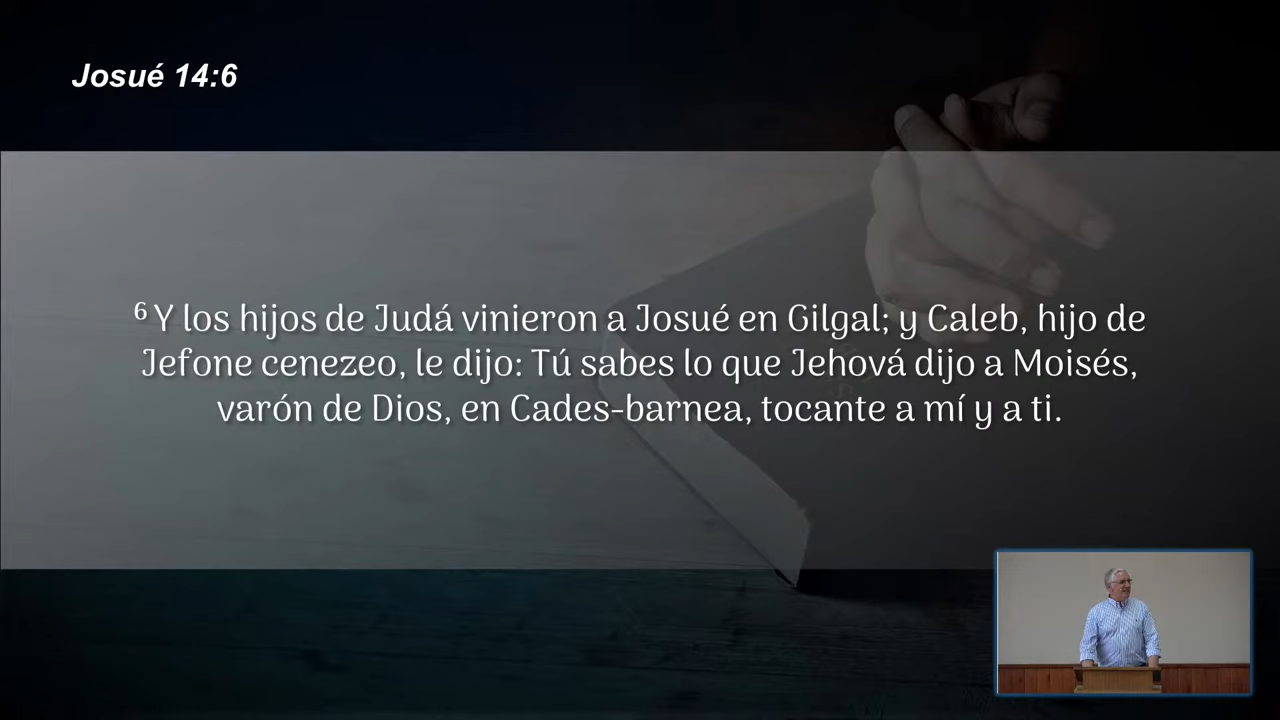 Josué 14:6
6 Y los hijos de Judá vinieron a Josué en Gilgal; y Caleb, hijo de
Jefone cenezeo, le dijo: Tú sabes lo que Jehová dijo a Moisés,
varón de Dios, en Cades-barnea, tocante a mí y a ti.